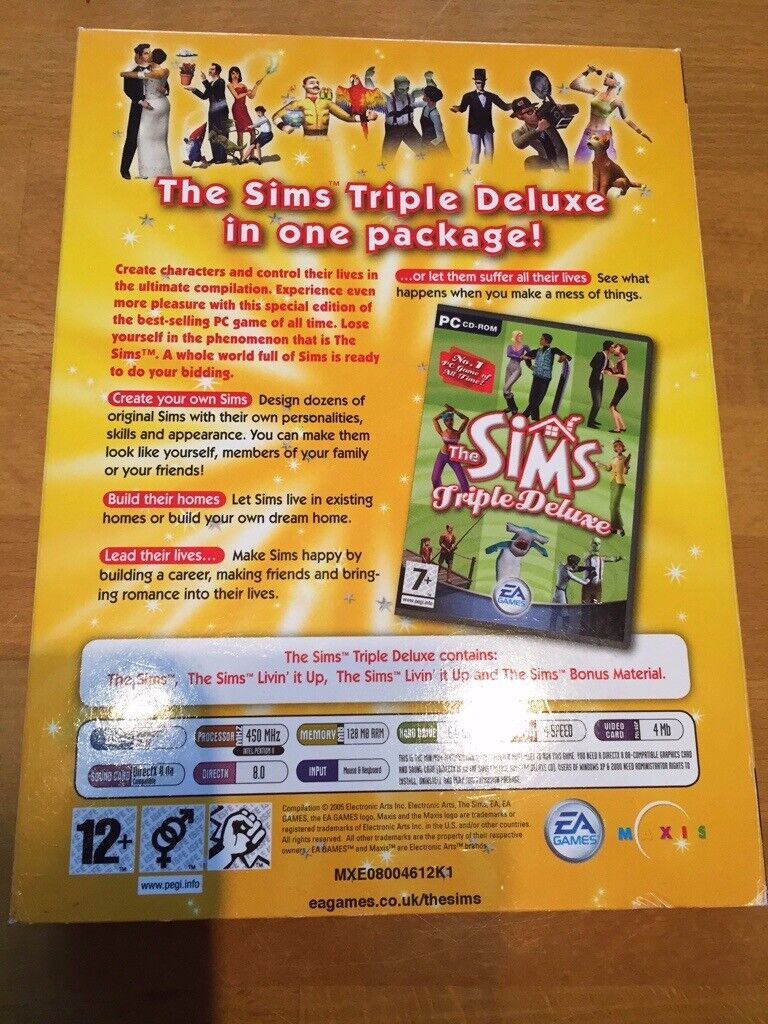 The Sims™ Triple Deluxe
in one package!
Create characters and control their lives in
the ultimate compilation. Experience even
more pleasure with this special edition of
the best-selling PC game of all time. Lose
yourself in the phenomenon that is The
Sims™. A whole world full of Sims is ready
to do your bidding.
Create your own Sims Design dozens of
original Sims with their own personalities,
skills and appearance. You can make them
look like yourself, members of your family
or your friends!
Build their homes Let Sims live in existing
homes or build your own dream home.
Lead their lives... Make Sims happy by
building a career, making friends and bring-
ing romance into their lives.
...or let them suffer all their lives See what
happens when you make a mess of things.
PC CD-ROM
No.1
PC Game of
All Time!
The SIMS
Triple Deluxe
7+
www.pegi.info
EA
GAMES
The Sims™ Triple Deluxe contains:
The Sims™, The Sims™ Livin' it Up, The Sims™ Livin' it Up and The Sims™ Bonus Material.
PROCESSOR 450 MHz MEMORY 128 MB RAM HARD DRIVE 4 SPEED VIDEO CARD 4 Mb
INTEL PENTIUM II
SOUND CARD DirectX 8.0a Compatible DIRECTX 8.0 INPUT Mouse & Keyboard
12+
www.pegi.info
Compilation © 2005 Electronic Arts Inc. Electronic Arts, The Sims, EA, EA
GAMES, the EA GAMES logo, Maxis and the Maxis logo are trademarks or
registered trademarks of Electronic Arts Inc. in the U.S. and/or other countries.
All rights reserved. All other trademarks are the property of their respective
owners. EA GAMES™ and Maxis™ are Electronic Arts™ brands.
MXE08004612K1
eagames.co.uk/thesims
EA
GAMES
MAXIS